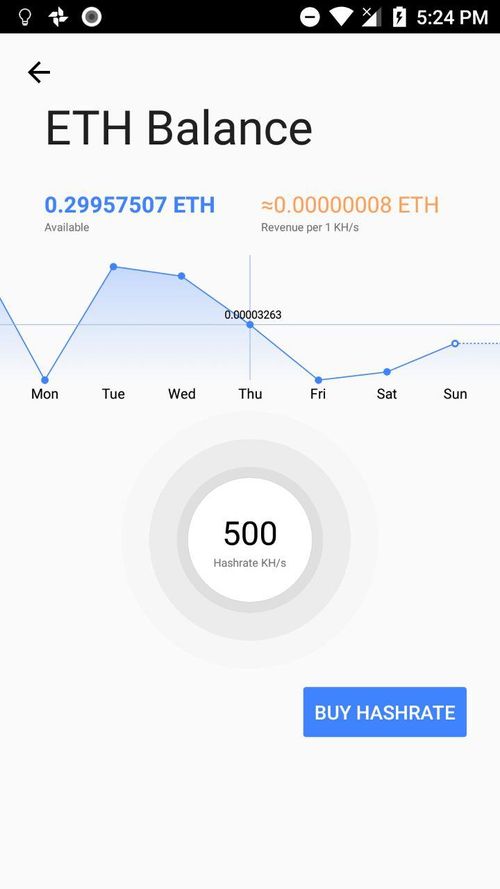 5:24 PM
ETH Balance
0.29957507 ETH
≈0.00000008 ETH
Available
Revenue per 1 KH/s
0.00003263
Mon Tue Wed Thu Fri Sat Sun
500
Hashrate KH/s
BUY HASHRATE